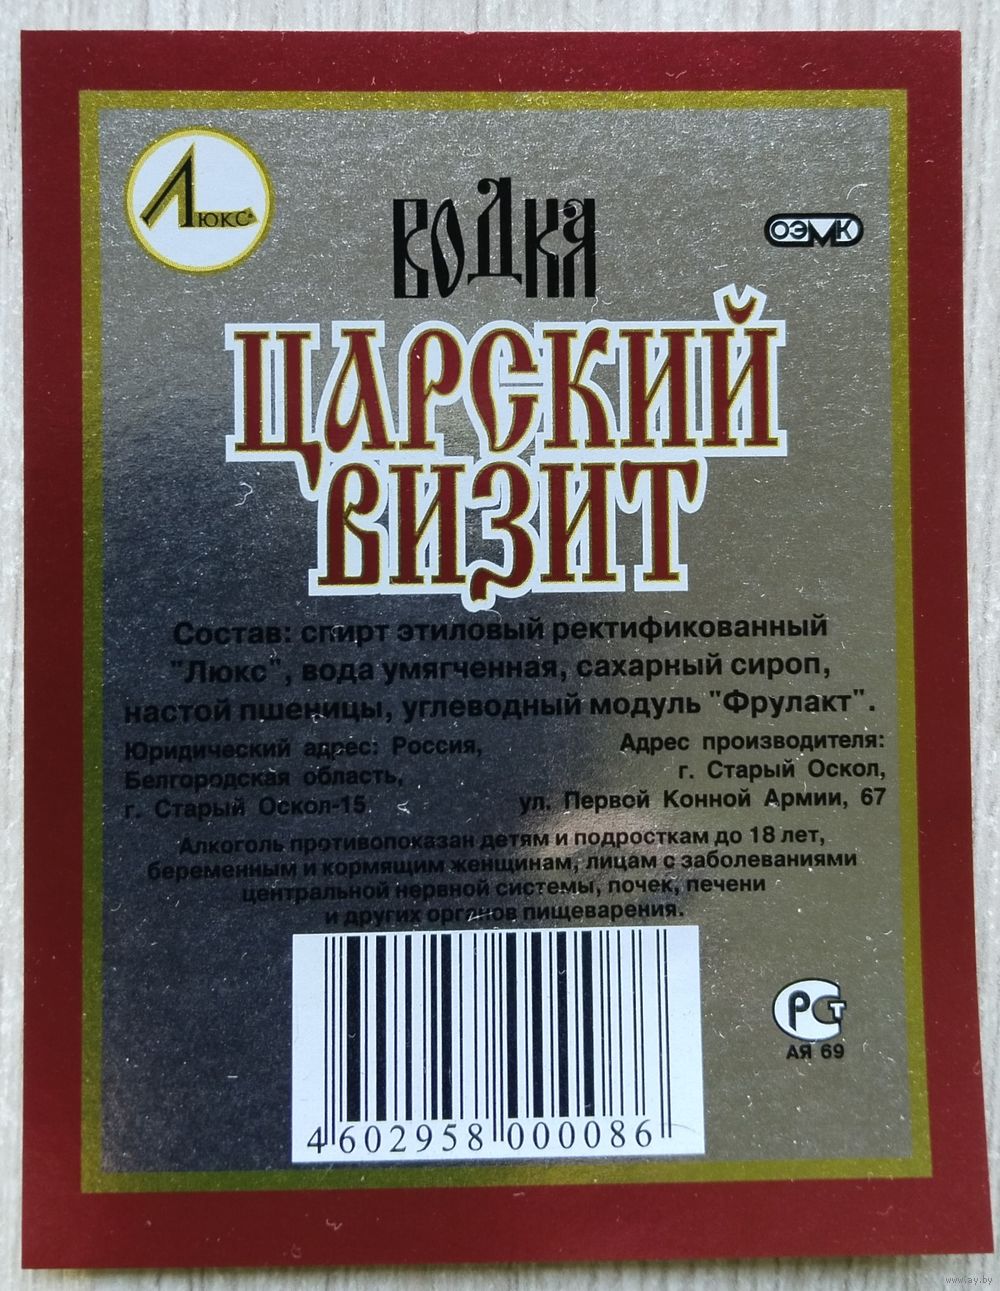 Люкс
ВОДКА
ОЭМК
ЦАРСКИЙ
ВИЗИТ
Состав: спирт этиловый ректификованный
"Люкс", вода умягченная, сахарный сироп,
настой пшеницы, углеводный модуль "Фрулакт".
Юридический адрес: Россия,
Белгородская область,
г. Старый Оскол-15
Адрес производителя:
г. Старый Оскол,
ул. Первой Конной Армии, 67
Алкоголь противопоказан детям и подросткам до 18 лет,
беременным и кормящим женщинам, лицам с заболеваниями
центральной нервной системы, почек, печени
и других органов пищеварения.
4 602958 000086
РСТ
АЯ 69
www.ay.by